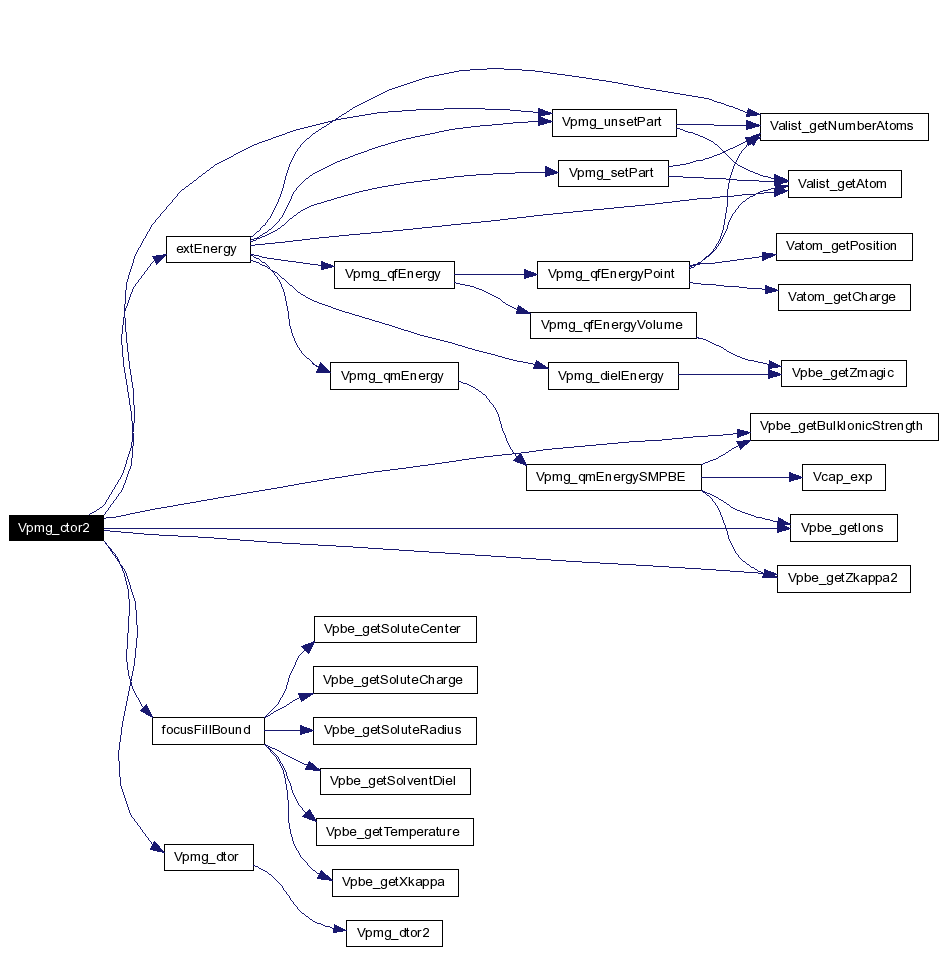 Vpmg_unsetPart
Valist_getNumberAtoms
Vpmg_setPart
Valist_getAtom
extEnergy
Vatom_getPosition
Vpmg_qfEnergy
Vpmg_qfEnergyPoint
Vatom_getCharge
Vpmg_qfEnergyVolume
Vpmg_qmEnergy
Vpmg_dielEnergy
Vpbe_getZmagic
Vpbe_getBulkIonicStrength
Vpmg_qmEnergySMPBE
Vcap_exp
Vpmg_ctor2
Vpbe_getIons
Vpbe_getZkappa2
Vpbe_getSoluteCenter
Vpbe_getSoluteCharge
focusFillBound
Vpbe_getSoluteRadius
Vpbe_getSolventDiel
Vpbe_getTemperature
Vpmg_dtor
Vpbe_getXkappa
Vpmg_dtor2